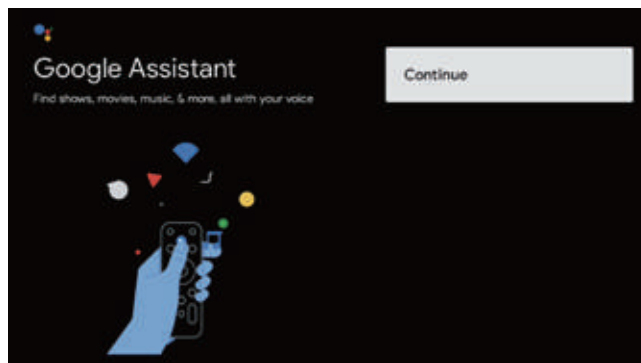 Google Assistant
Continue
Find shows, movies, music, & more, all with your voice